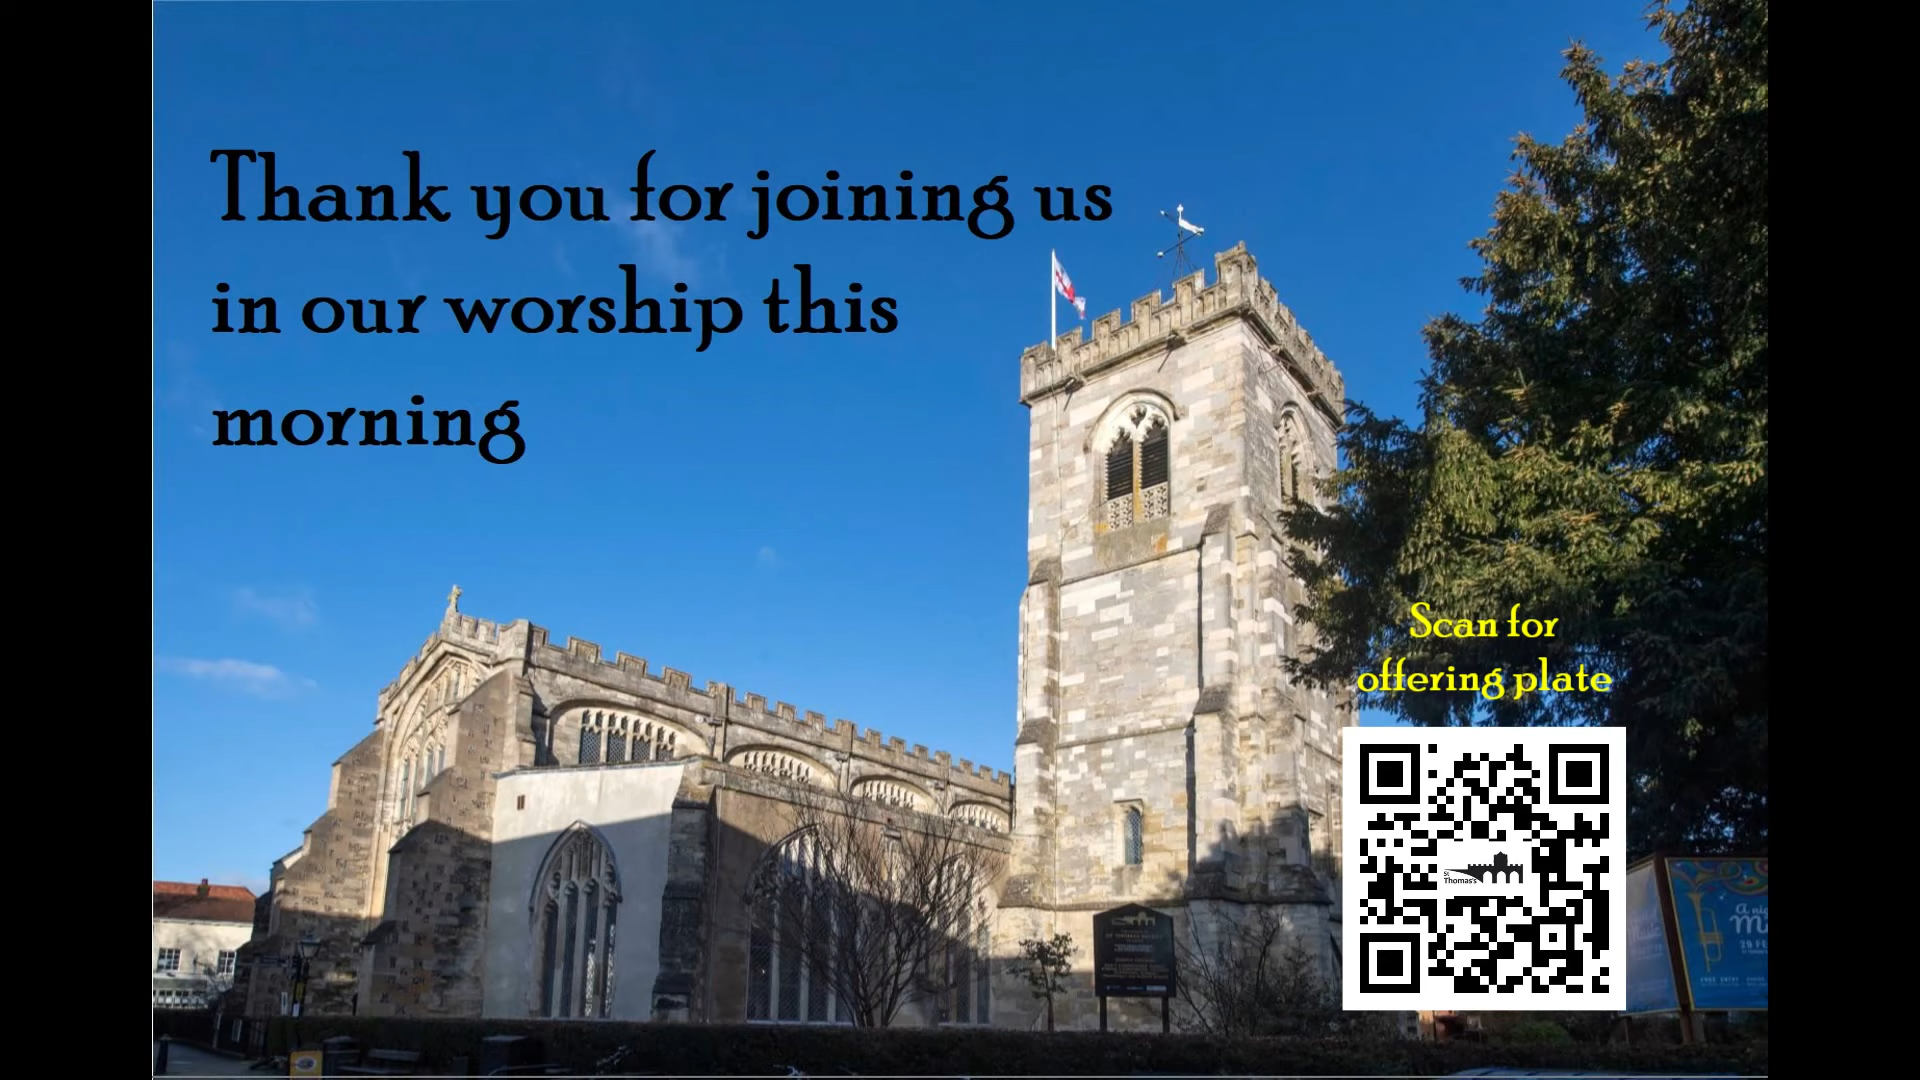 Thank you for joining us
in our worship this
morning
Scan for
offering plate
St
Thomas's